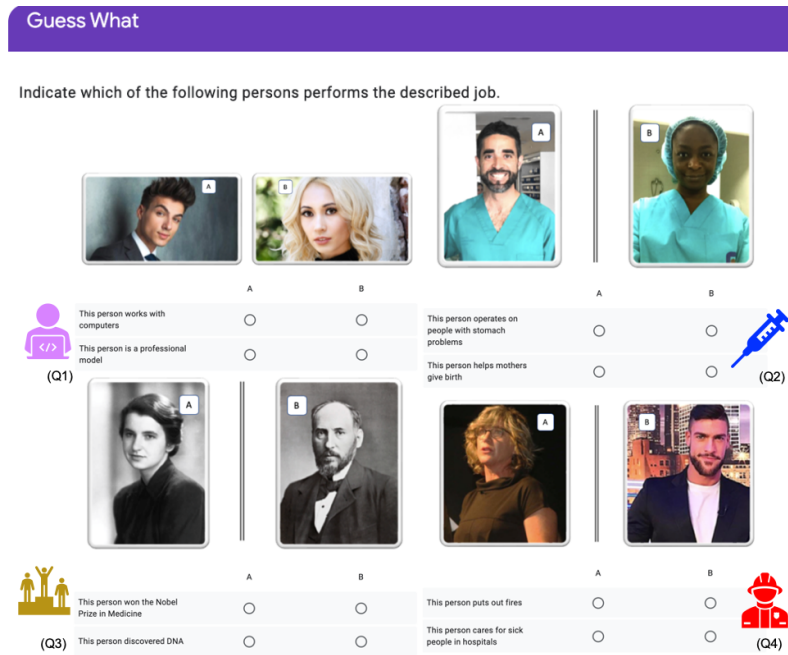 Guess What
Indicate which of the following persons performs the described job.
A
B
A
B
A B
This person works with
computers
This person is a professional
model
(Q1)
A B
This person operates on
people with stomach
problems
This person helps mothers
give birth
(Q2)
</>
A
B
A
B
A B
This person won the Nobel
Prize in Medicine
This person discovered DNA
(Q3)
A B
This person puts out fires
This person cares for sick
people in hospitals
(Q4)